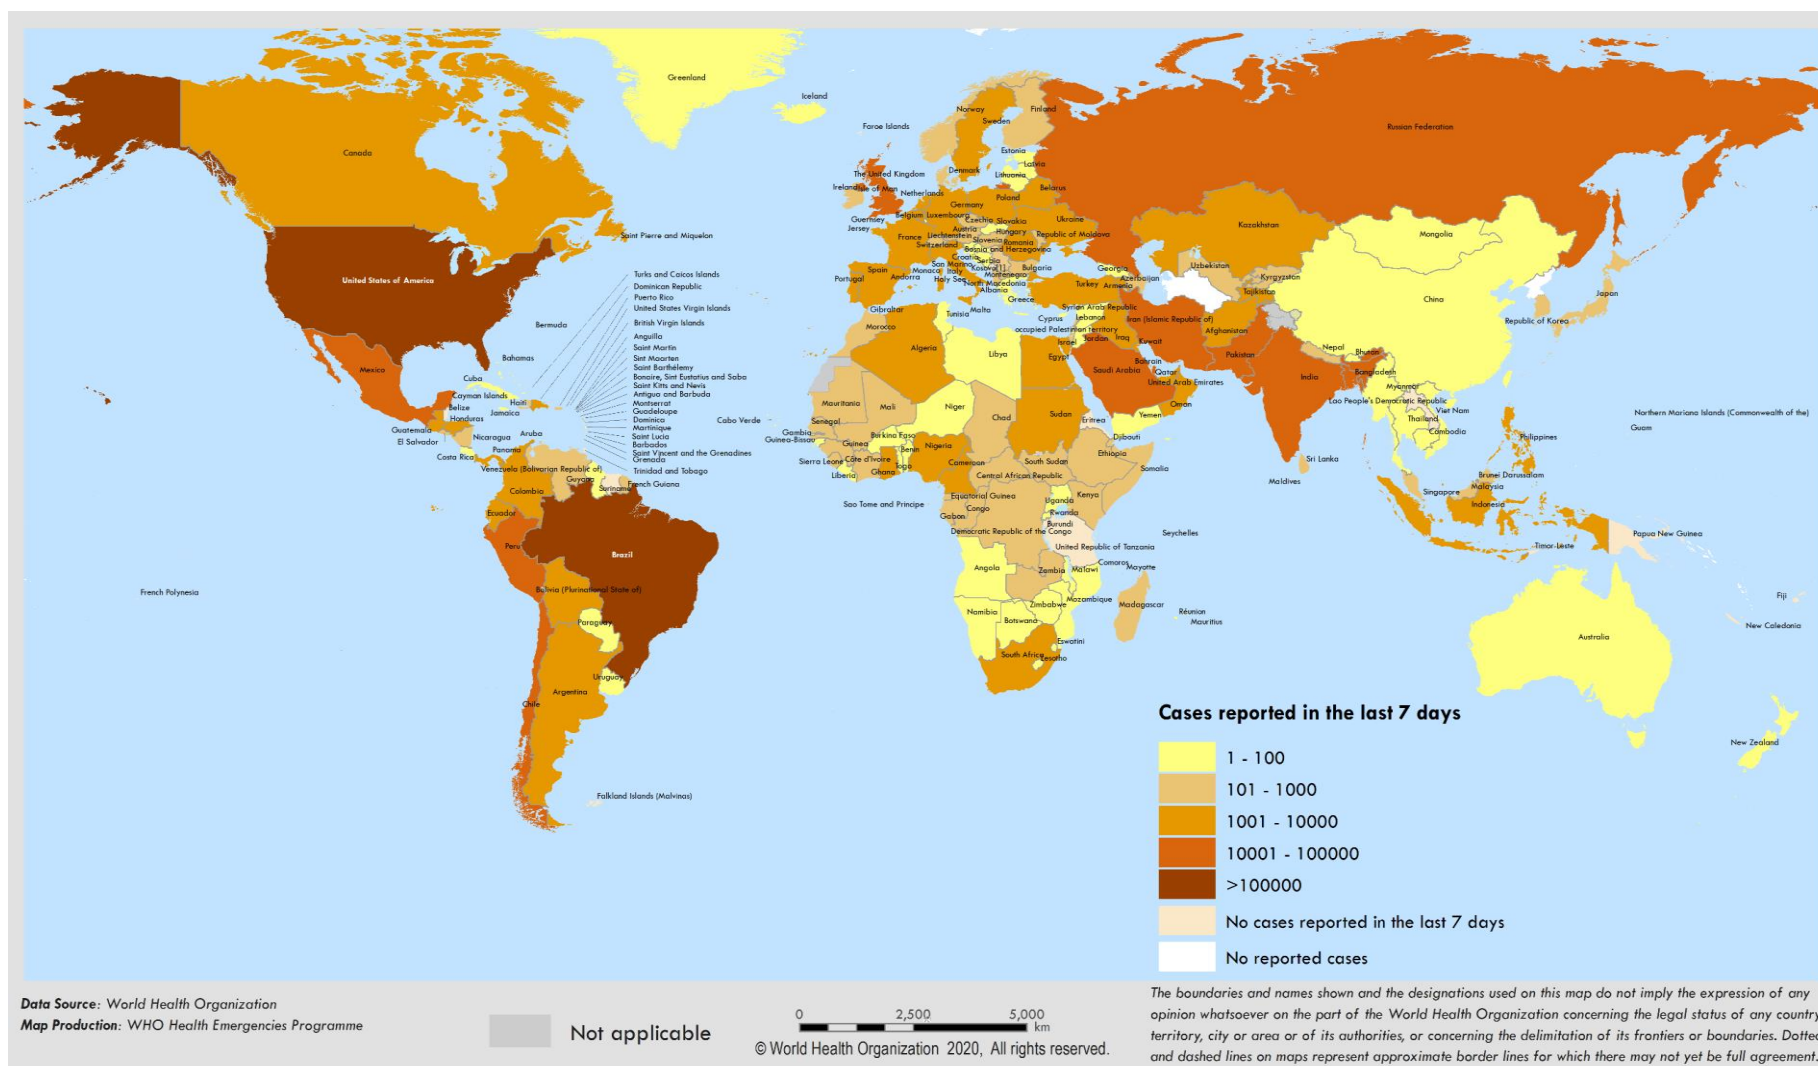 Greenland
Iceland
Faroe Islands
Norway
Sweden
Finland
Russian Federation
Canada
Estonia
Latvia
Lithuania
Denmark
The United Kingdom
Ireland
Isle of Man
Netherlands
Belarus
Poland
Germany
Guernsey
Belgium
Luxembourg
Czechia
Slovakia
Ukraine
Kazakhstan
Jersey
Austria
Hungary
Republic of Moldova
France
Liechtenstein
Slovenia
Romania
Switzerland
Bosnia and Herzegovina
Mongolia
Saint Pierre and Miquelon
Croatia
Serbia
San Marino
Kosovo[1]
Bulgaria
Georgia
Azerbaijan
Uzbekistan
Kyrgyzstan
Spain
Andorra
Monaco
Italy
Montenegro
Portugal
Holy See
North Macedonia
Albania
Turkey
Armenia
Tajikistan
Japan
China
United States of America
Greece
Turks and Caicos Islands
Dominican Republic
Puerto Rico
United States Virgin Islands
British Virgin Islands
Anguilla
Saint Martin
Sint Maarten
Saint Barthélemy
Bonaire, Sint Eustatius and Saba
Saint Kitts and Nevis
Antigua and Barbuda
Montserrat
Guadeloupe
Dominica
Martinique
Saint Lucia
Barbados
Saint Vincent and the Grenadines
Grenada
Trinidad and Tobago
Bermuda
Bahamas
Gibraltar
Tunisia
Malta
Cyprus
Syrian Arab Republic
Lebanon
occupied Palestinian territory
Israel
Jordan
Iraq
Iran (Islamic Republic of)
Kuwait
Afghanistan
Republic of Korea
Morocco
Algeria
Libya
Egypt
Bahrain
Qatar
Saudi Arabia
United Arab Emirates
Oman
Pakistan
Nepal
Bhutan
India
Bangladesh
Myanmar
Lao People's Democratic Republic
Viet Nam
Thailand
Cambodia
Philippines
Northern Mariana Islands (Commonwealth of the)
Guam
Mexico
Cuba
Cayman Islands
Haiti
Belize
Jamaica
Honduras
Guatemala
El Salvador
Nicaragua
Aruba
Costa Rica
Panama
Cabo Verde
Mauritania
Mali
Niger
Chad
Sudan
Eritrea
Yemen
Senegal
Gambia
Guinea-Bissau
Guinea
Burkina Faso
Benin
Nigeria
Djibouti
Ethiopia
Somalia
Sri Lanka
Maldives
Sierra Leone
Côte d'Ivoire
Ghana
Togo
Liberia
Cameroon
Central African Republic
South Sudan
Brunei Darussalam
Malaysia
Singapore
Indonesia
Venezuela (Bolivarian Republic of)
Guyana
Suriname
French Guiana
Colombia
Ecuador
Sao Tome and Principe
Equatorial Guinea
Gabon
Congo
Democratic Republic of the Congo
Uganda
Kenya
Rwanda
Burundi
United Republic of Tanzania
Seychelles
Timor-Leste
Papua New Guinea
Peru
Brazil
Bolivia (Plurinational State of)
French Polynesia
Angola
Zambia
Malawi
Comoros
Mayotte
Mozambique
Madagascar
Réunion
Mauritius
Fiji
New Caledonia
Namibia
Zimbabwe
Botswana
Eswatini
South Africa
Lesotho
Australia
New Zealand
Paraguay
Uruguay
Argentina
Chile
Falkland Islands (Malvinas)
Cases reported in the last 7 days
1 - 100
101 - 1000
1001 - 10000
10001 - 100000
>100000
No cases reported in the last 7 days
No reported cases
Data Source: World Health Organization
Map Production: WHO Health Emergencies Programme
Not applicable
0 2,500 5,000
km
© World Health Organization 2020, All rights reserved.
The boundaries and names shown and the designations used on this map do not imply the expression of any
opinion whatsoever on the part of the World Health Organization concerning the legal status of any country
territory, city or area or of its authorities, or concerning the delimitation of its frontiers or boundaries. Dotted
and dashed lines on maps represent approximate border lines for which there may not yet be full agreement.